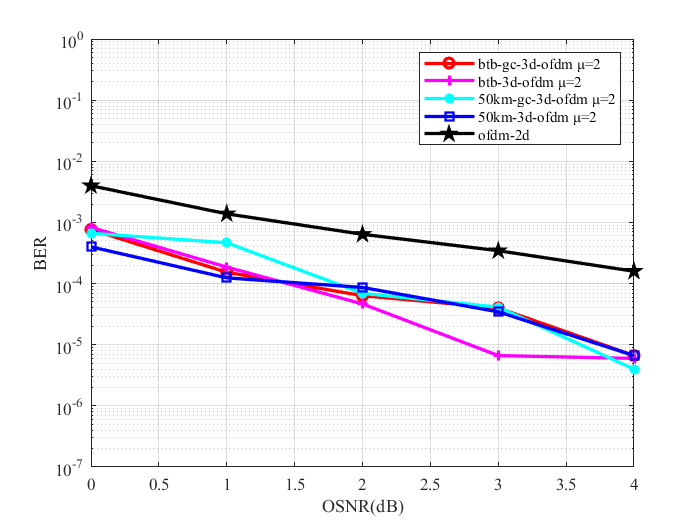 10^0
10^-1
10^-2
10^-3
10^-4
10^-5
10^-6
10^-7
BER
btb-gc-3d-ofdm μ=2
btb-3d-ofdm μ=2
50km-gc-3d-ofdm μ=2
50km-3d-ofdm μ=2
ofdm-2d
0 0.5 1 1.5 2 2.5 3 3.5 4
OSNR(dB)